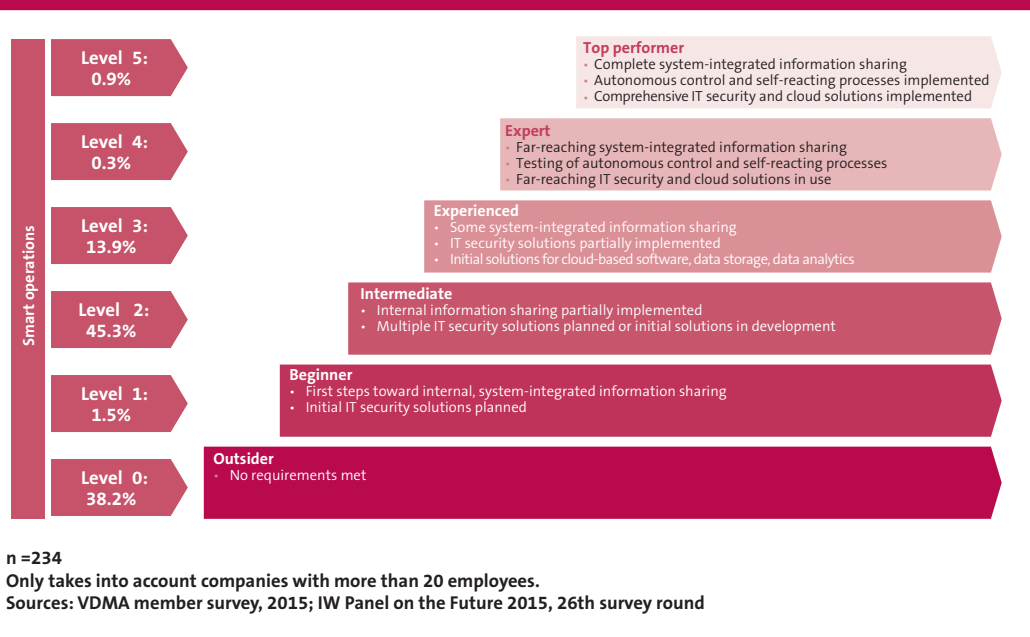 Smart operations
Level 5:
0.9%
Top performer
• Complete system-integrated information sharing
• Autonomous control and self-reacting processes implemented
• Comprehensive IT security and cloud solutions implemented
Level 4:
0.3%
Expert
• Far-reaching system-integrated information sharing
• Testing of autonomous control and self-reacting processes
• Far-reaching IT security and cloud solutions in use
Level 3:
13.9%
Experienced
• Some system-integrated information sharing
• IT security solutions partially implemented
• Initial solutions for cloud-based software, data storage, data analytics
Level 2:
45.3%
Intermediate
• Internal information sharing partially implemented
• Multiple IT security solutions planned or initial solutions in development
Level 1:
1.5%
Beginner
• First steps toward internal, system-integrated information sharing
• Initial IT security solutions planned
Level 0:
38.2%
Outsider
• No requirements met
n =234
Only takes into account companies with more than 20 employees.
Sources: VDMA member survey, 2015; IW Panel on the Future 2015, 26th survey round